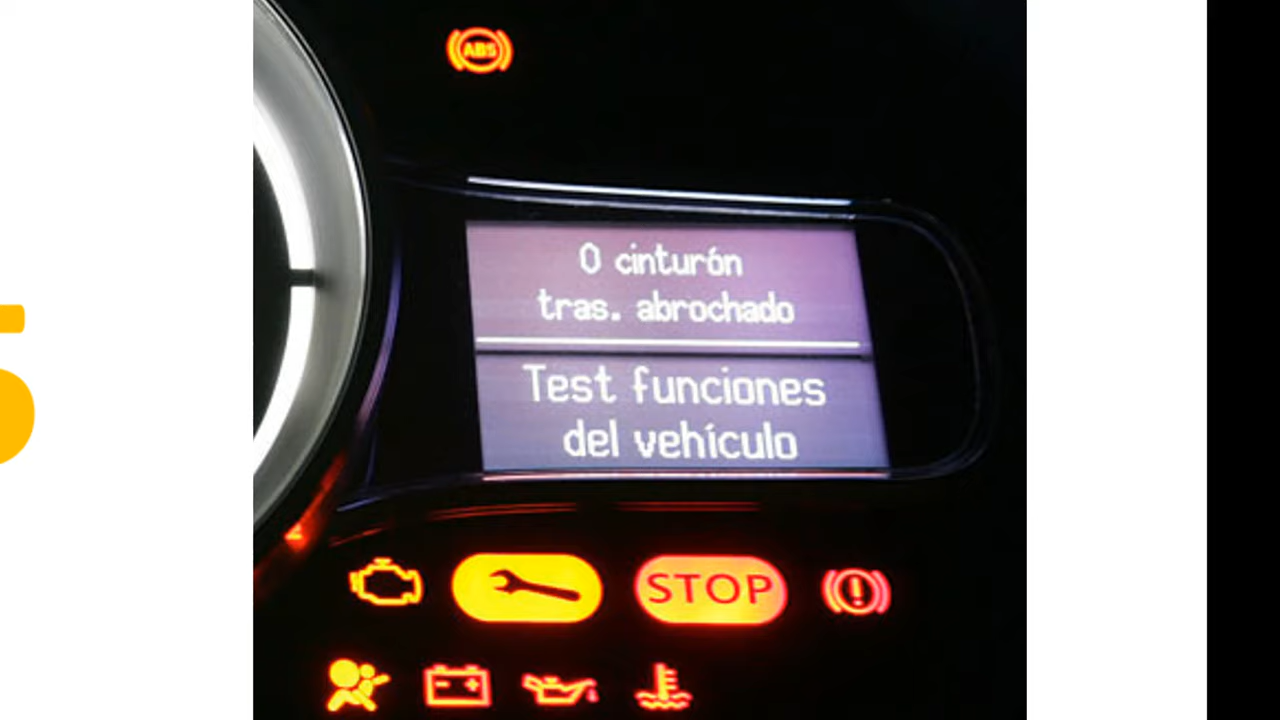 ABS
0 cinturón
tras. abrochado
Test funciones
del vehículo
STOP